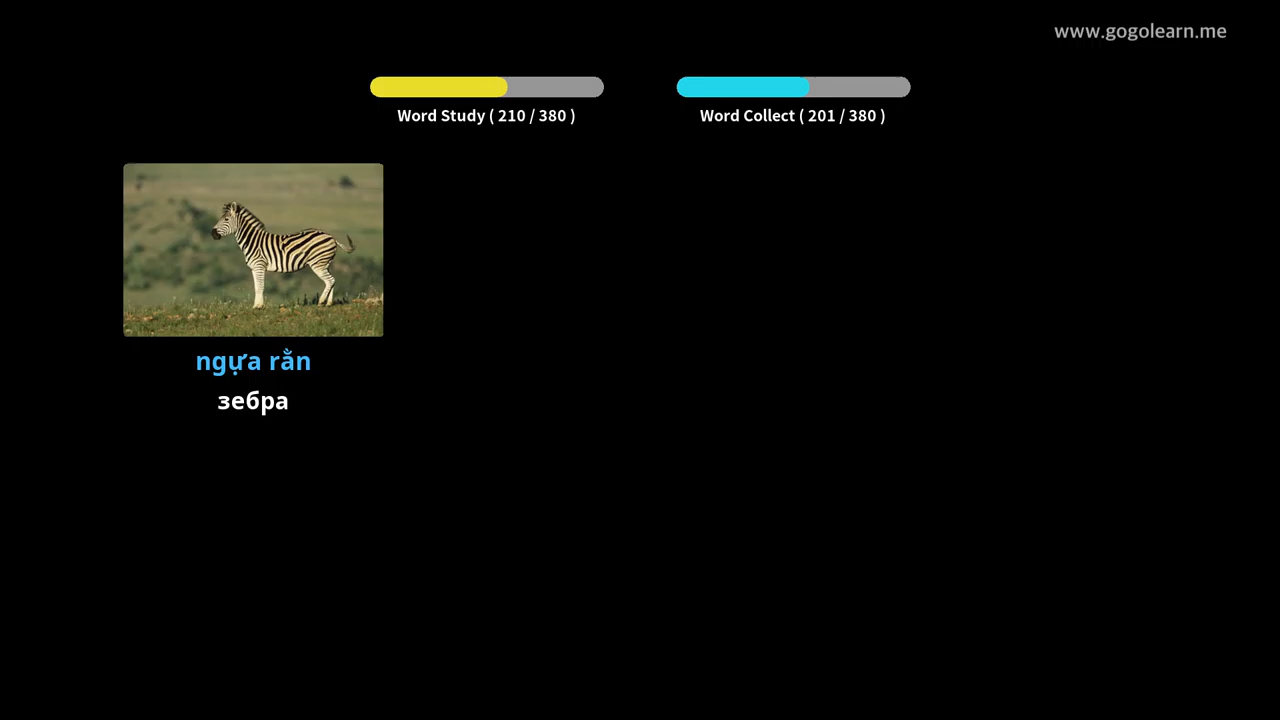 www.gogolearn.me
Word Study ( 210 / 380 )
Word Collect ( 201 / 380 )
ngựa rằn
зебра